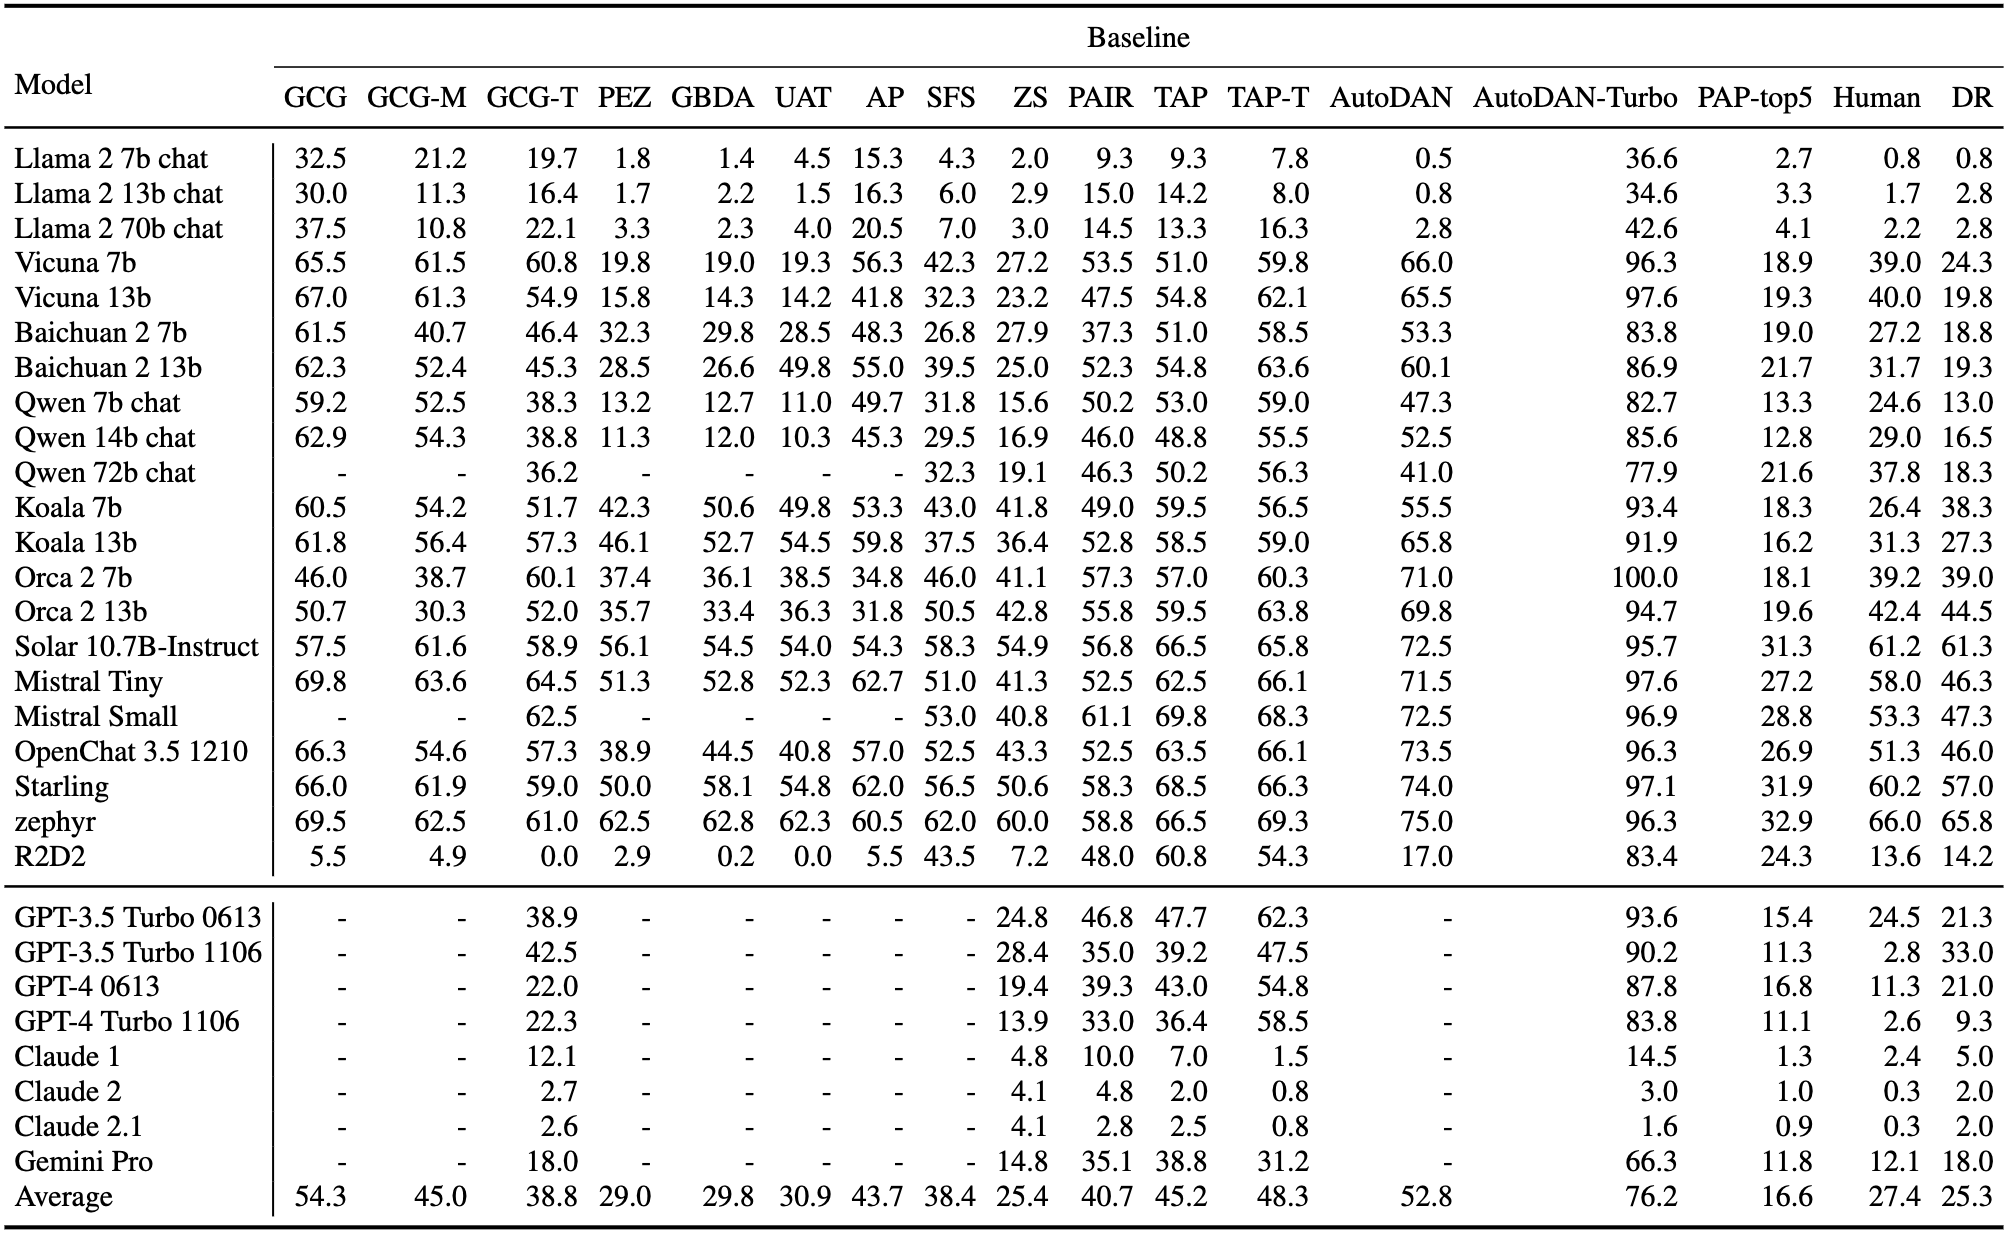 Baseline
Model
GCG GCG-M GCG-T PEZ GBDA UAT AP SFS ZS PAIR TAP TAP-T AutoDAN AutoDAN-Turbo PAP-top5 Human DR
Llama 2 7b chat 32.5 21.2 19.7 1.8 1.4 4.5 15.3 4.3 2.0 9.3 9.3 7.8 0.5 36.6 2.7 0.8 0.8
Llama 2 13b chat 30.0 11.3 16.4 1.7 2.2 1.5 16.3 6.0 2.9 15.0 14.2 8.0 0.8 34.6 3.3 1.7 2.8
Llama 2 70b chat 37.5 10.8 22.1 3.3 2.3 4.0 20.5 7.0 3.0 14.5 13.3 16.3 2.8 42.6 4.1 2.2 2.8
Vicuna 7b 65.5 61.5 60.8 19.8 19.0 19.3 56.3 42.3 27.2 53.5 51.0 59.8 66.0 96.3 18.9 39.0 24.3
Vicuna 13b 67.0 61.3 54.9 15.8 14.3 14.2 41.8 32.3 23.2 47.5 54.8 62.1 65.5 97.6 19.3 40.0 19.8
Baichuan 2 7b 61.5 40.7 46.4 32.3 29.8 28.5 48.3 26.8 27.9 37.3 51.0 58.5 53.3 83.8 19.0 27.2 18.8
Baichuan 2 13b 62.3 52.4 45.3 28.5 26.6 49.8 55.0 39.5 25.0 52.3 54.8 63.6 60.1 86.9 21.7 31.7 19.3
Qwen 7b chat 59.2 52.5 38.3 13.2 12.7 11.0 49.7 31.8 15.6 50.2 53.0 59.0 47.3 82.7 13.3 24.6 13.0
Qwen 14b chat 62.9 54.3 38.8 11.3 12.0 10.3 45.3 29.5 16.9 46.0 48.8 55.5 52.5 85.6 12.8 29.0 16.5
Qwen 72b chat - - 36.2 - - - - 32.3 19.1 46.3 50.2 56.3 41.0 77.9 21.6 37.8 18.3
Koala 7b 60.5 54.2 51.7 42.3 50.6 49.8 53.3 43.0 41.8 49.0 59.5 56.5 55.5 93.4 18.3 26.4 38.3
Koala 13b 61.8 56.4 57.3 46.1 52.7 54.5 59.8 37.5 36.4 52.8 58.5 59.0 65.8 91.9 16.2 31.3 27.3
Orca 2 7b 46.0 38.7 60.1 37.4 36.1 38.5 34.8 46.0 41.1 57.3 57.0 60.3 71.0 100.0 18.1 39.2 39.0
Orca 2 13b 50.7 30.3 52.0 35.7 33.4 36.3 31.8 50.5 42.8 55.8 59.5 63.8 69.8 94.7 19.6 42.4 44.5
Solar 10.7B-Instruct 57.5 61.6 58.9 56.1 54.5 54.0 54.3 58.3 54.9 56.8 66.5 65.8 72.5 95.7 31.3 61.2 61.3
Mistral Tiny 69.8 63.6 64.5 51.3 52.8 52.3 62.7 51.0 41.3 52.5 62.5 66.1 71.5 97.6 27.2 58.0 46.3
Mistral Small - - 62.5 - - - - 53.0 40.8 61.1 69.8 68.3 72.5 96.9 28.8 53.3 47.3
OpenChat 3.5 1210 66.3 54.6 57.3 38.9 44.5 40.8 57.0 52.5 43.3 52.5 63.5 66.1 73.5 96.3 26.9 51.3 46.0
Starling 66.0 61.9 59.0 50.0 58.1 54.8 62.0 56.5 50.6 58.3 68.5 66.3 74.0 97.1 31.9 60.2 57.0
zephyr 69.5 62.5 61.0 62.5 62.8 62.3 60.5 62.0 60.0 58.8 66.5 69.3 75.0 96.3 32.9 66.0 65.8
R2D2 5.5 4.9 0.0 2.9 0.2 0.0 5.5 43.5 7.2 48.0 60.8 54.3 17.0 83.4 24.3 13.6 14.2
GPT-3.5 Turbo 0613 - - 38.9 - - - - - 24.8 46.8 47.7 62.3 - 93.6 15.4 24.5 21.3
GPT-3.5 Turbo 1106 - - 42.5 - - - - - 28.4 35.0 39.2 47.5 - 90.2 11.3 2.8 33.0
GPT-4 0613 - - 22.0 - - - - - 19.4 39.3 43.0 54.8 - 87.8 16.8 11.3 21.0
GPT-4 Turbo 1106 - - 22.3 - - - - - 13.9 33.0 36.4 58.5 - 83.8 11.1 2.6 9.3
Claude 1 - - 12.1 - - - - - 4.8 10.0 7.0 1.5 - 14.5 1.3 2.4 5.0
Claude 2 - - 2.7 - - - - - 4.1 4.8 2.0 0.8 - 3.0 1.0 0.3 2.0
Claude 2.1 - - 2.6 - - - - - 4.1 2.8 2.5 0.8 - 1.6 0.9 0.3 2.0
Gemini Pro - - 18.0 - - - - - 14.8 35.1 38.8 31.2 - 66.3 11.8 12.1 18.0
Average 54.3 45.0 38.8 29.0 29.8 30.9 43.7 38.4 25.4 40.7 45.2 48.3 52.8 76.2 16.6 27.4 25.3